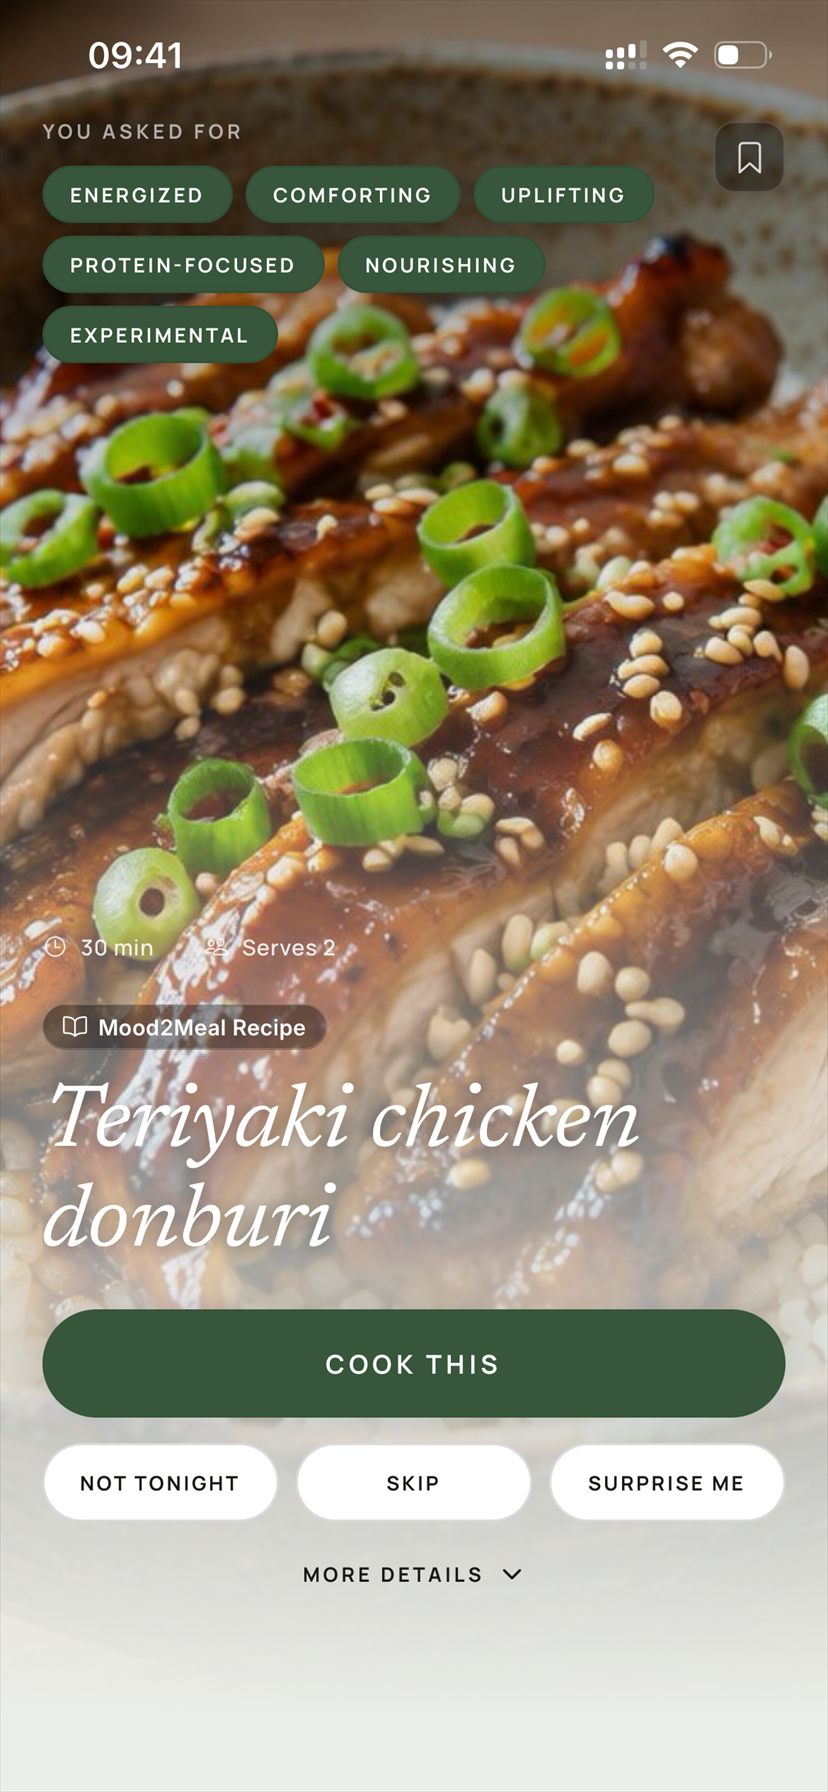 09:41
YOU ASKED FOR
ENERGIZED COMFORTING UPLIFTING
PROTEIN-FOCUSED NOURISHING
EXPERIMENTAL
30 min Serves 2
Mood2Meal Recipe
Teriyaki chicken
donburi
COOK THIS
NOT TONIGHT SKIP SURPRISE ME
MORE DETAILS